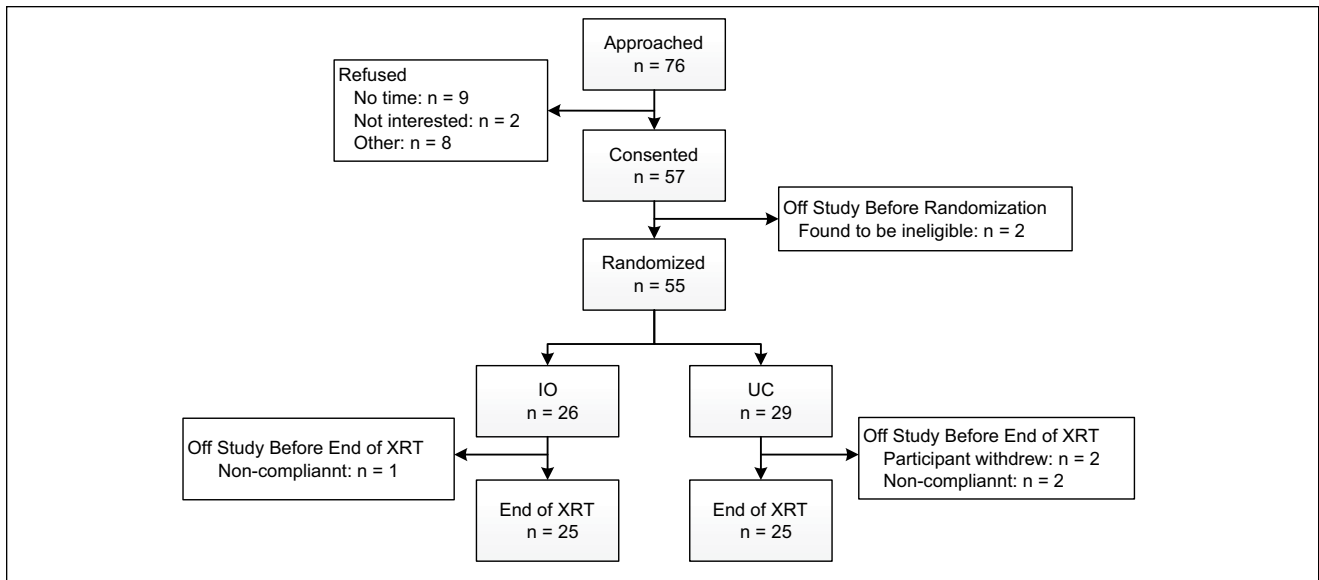 Approached
n = 76
Refused
No time: n = 9
Not interested: n = 2
Other: n = 8
Consented
n = 57
Off Study Before Randomization
Found to be ineligible: n = 2
Randomized
n = 55
IO
n = 26
UC
n = 29
Off Study Before End of XRT
Non-compliannt: n = 1
Off Study Before End of XRT
Participant withdrew: n = 2
Non-compliannt: n = 2
End of XRT
n = 25
End of XRT
n = 25